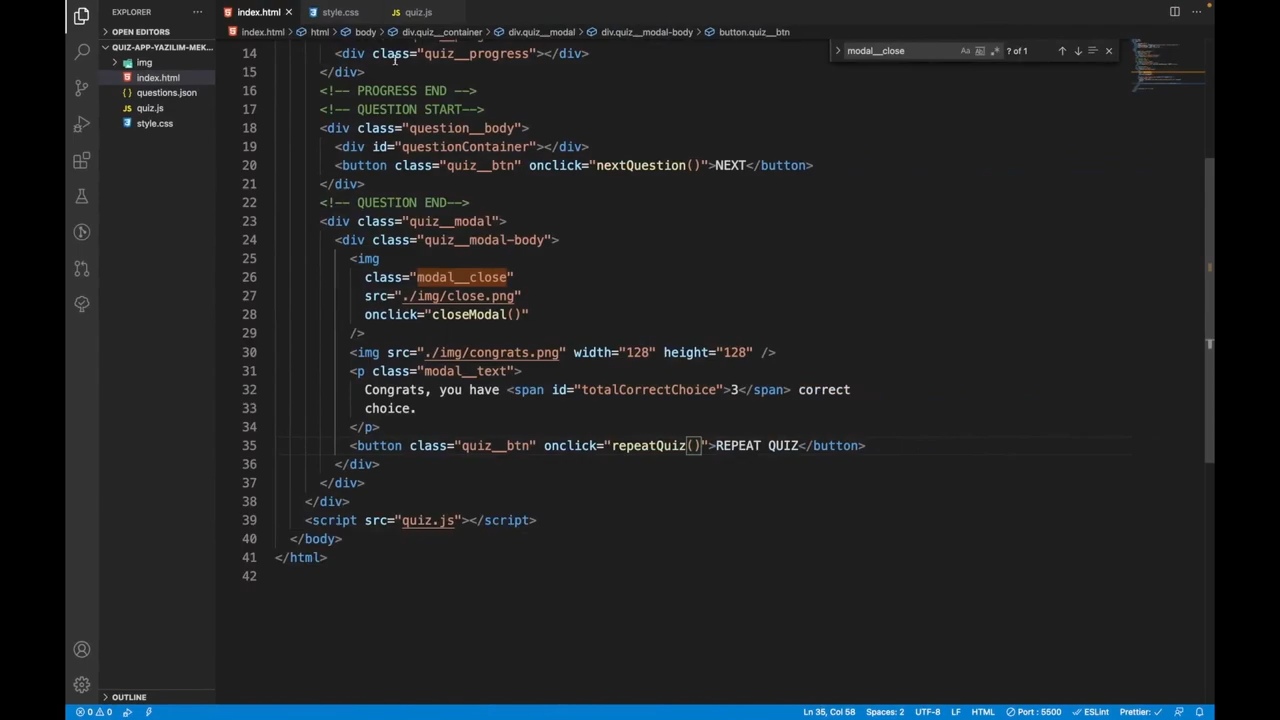 EXPLORER
OPEN EDITORS
QUIZ-APP-YAZILIM-MEK...
img
index.html
questions.json
quiz.js
style.css
OUTLINE
index.html
style.css
quiz.js
index.html > html > body > div.quiz__container > div.quiz__modal > div.quiz__modal-body > button.quiz__btn
modal__close
Aa
? of 1
14 <div class="quiz__progress"></div>
15 </div>
16 <!-- PROGRESS END -->
17 <!-- QUESTION START-->
18 <div class="question__body">
19 <div id="questionContainer"></div>
20 <button class="quiz__btn" onclick="nextQuestion()">NEXT</button>
21 </div>
22 <!-- QUESTION END-->
23 <div class="quiz__modal">
24 <div class="quiz__modal-body">
25 <img
26 class="modal__close"
27 src="./img/close.png"
28 onclick="closeModal()"
29 />
30 <img src="./img/congrats.png" width="128" height="128" />
31 <p class="modal__text">
32 Congrats, you have <span id="totalCorrectChoice">3</span> correct
33 choice.
34 </p>
35 <button class="quiz__btn" onclick="repeatQuiz()">REPEAT QUIZ</button>
36 </div>
37 </div>
38 </div>
39 <script src="quiz.js"></script>
40 </body>
41 </html>
42
0 0 Ln 35, Col 58 Spaces: 2 UTF-8 LF HTML Port : 5500 ESLint Prettier: ✓